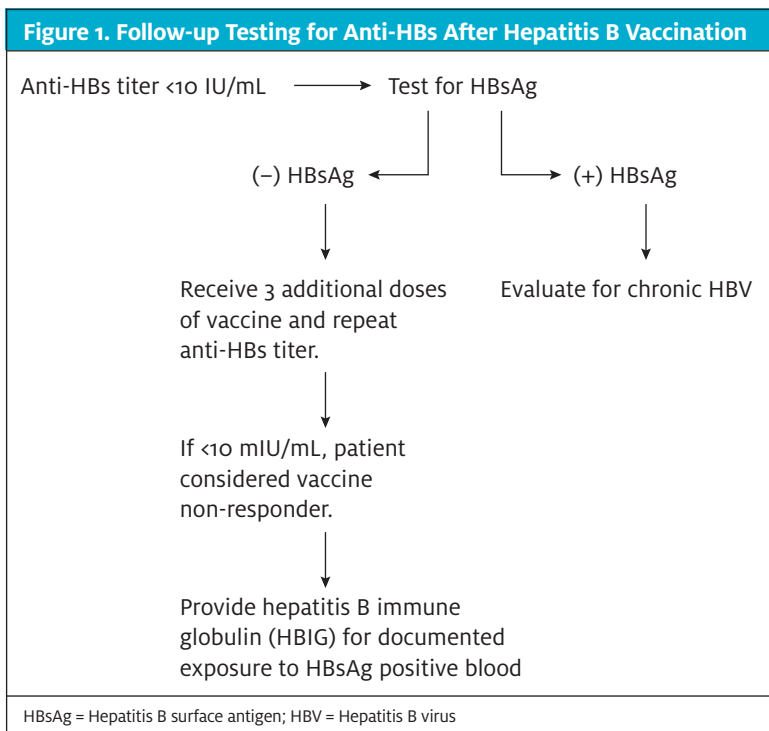 Figure 1. Follow-up Testing for Anti-HBs After Hepatitis B Vaccination
Anti-HBs titer <10 IU/mL
Test for HBsAg
(–) HBsAg
(+) HBsAg
Receive 3 additional doses
of vaccine and repeat
anti-HBs titer.
Evaluate for chronic HBV
If <10 mIU/mL, patient
considered vaccine
non-responder.
Provide hepatitis B immune
globulin (HBIG) for documented
exposure to HBsAg positive blood
HBsAg = Hepatitis B surface antigen; HBV = Hepatitis B virus